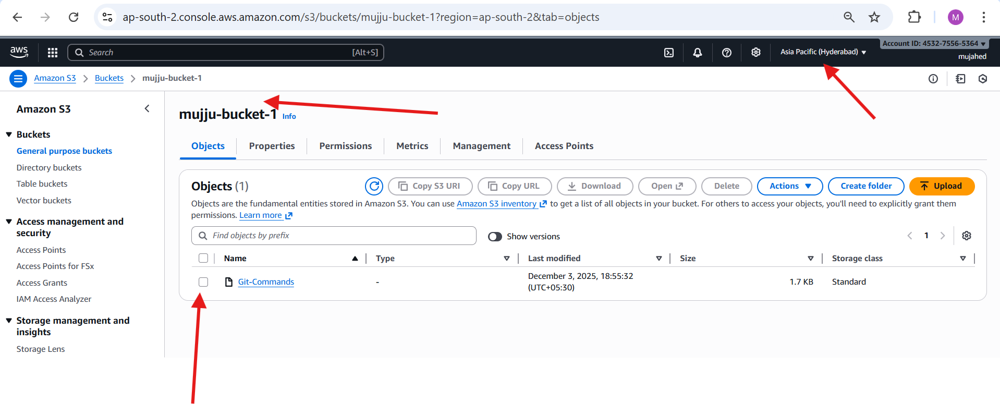 ap-south-2.console.aws.amazon.com/s3/buckets/mujju-bucket-1?region=ap-south-2&tab=objects
M
aws
Search
[Alt+S]
Asia Pacific (Hyderabad)
Account ID: 4532-7556-5364
mujahed
Amazon S3
Buckets
mujju-bucket-1
Amazon S3
Buckets
General purpose buckets
Directory buckets
Table buckets
Vector buckets
Access management and
security
Access Points
Access Points for FSx
Access Grants
IAM Access Analyzer
Storage management and
insights
Storage Lens
mujju-bucket-1 Info
Objects
Properties
Permissions
Metrics
Management
Access Points
Objects (1)
Copy S3 URI
Copy URL
Download
Open
Delete
Actions
Create folder
Upload
Objects are the fundamental entities stored in Amazon S3. You can use Amazon S3 inventory to get a list of all objects in your bucket. For others to access your objects, you'll need to explicitly grant them
permissions. Learn more
Find objects by prefix
Show versions
1
Name
Type
Last modified
Size
Storage class
Git-Commands
-
December 3, 2025, 18:55:32
(UTC+05:30)
1.7 KB
Standard